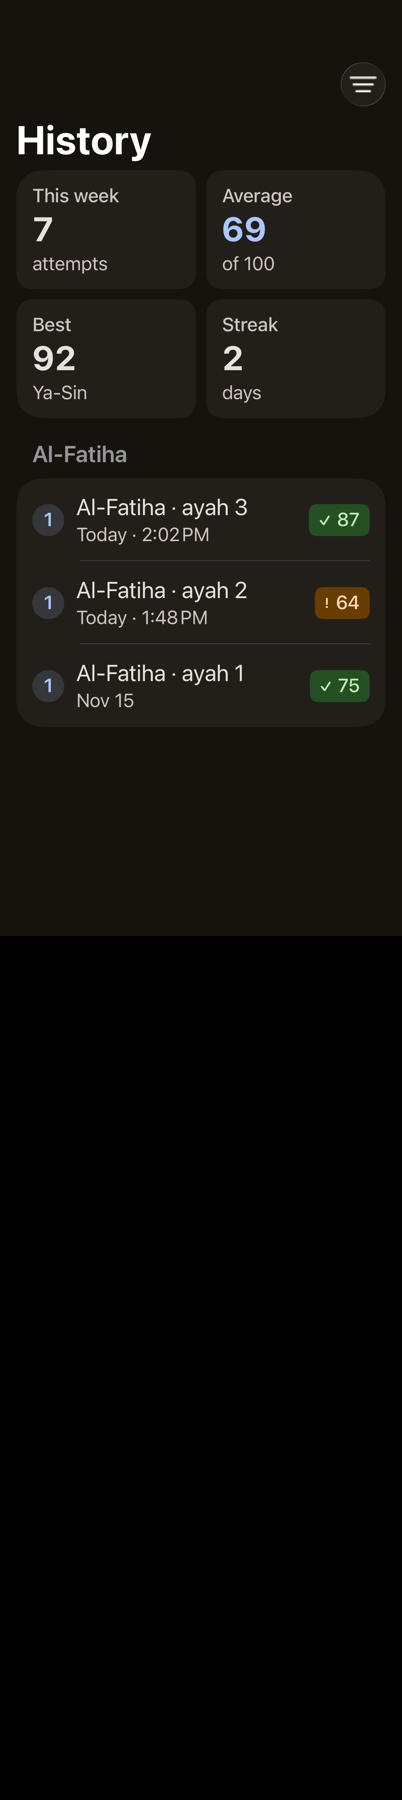 History
This week
7
attempts
Average
69
of 100
Best
92
Ya-Sin
Streak
2
days
Al-Fatiha
1
Al-Fatiha · ayah 3
Today · 2:02 PM
✓ 87
1
Al-Fatiha · ayah 2
Today · 1:48 PM
! 64
1
Al-Fatiha · ayah 1
Nov 15
✓ 75